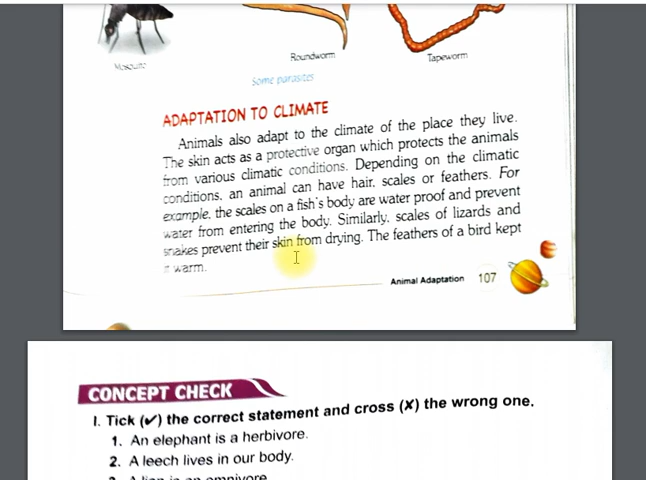 Mosquito
Roundworm
Tapeworm
Some parasites
ADAPTATION TO CLIMATE
Animals also adapt to the climate of the place they live.
The skin acts as a protective organ which protects the animals
from various climatic conditions. Depending on the climatic
conditions, an animal can have hair, scales or feathers. For
example, the scales on a fish's body are water proof and prevent
water from entering the body. Similarly, scales of lizards and
snakes prevent their skin from drying. The feathers of a bird kept
it warm.
Animal Adaptation 107
CONCEPT CHECK
I. Tick (✔) the correct statement and cross (✘) the wrong one.
1. An elephant is a herbivore.
2. A leech lives in our body.
3. A lion is an omnivore